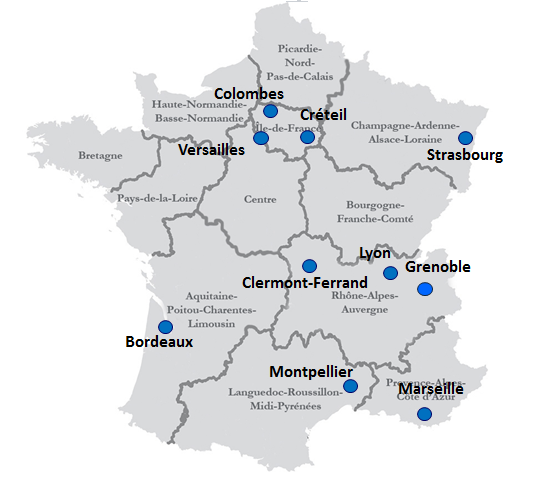 Picardie-
Nord-
Pas-de-Calais
Colombes
Haute-Normandie-
Basse-Normandie
Créteil
Île-de-France
Champagne-Ardenne-
Alsace-Loraine
Versailles
Strasbourg
Bretagne
Pays-de-la-Loire
Centre
Bourgogne-
Franche-Comté
Lyon
Grenoble
Clermont-Ferrand
Rhône-Alpes-
Auvergne
Aquitaine-
Poitou-Charentes-
Limousin
Bordeaux
Montpellier
Languedoc-Roussillon-
Midi-Pyrénées
Provence-Alpes-
Côte d'Azur
Marseille